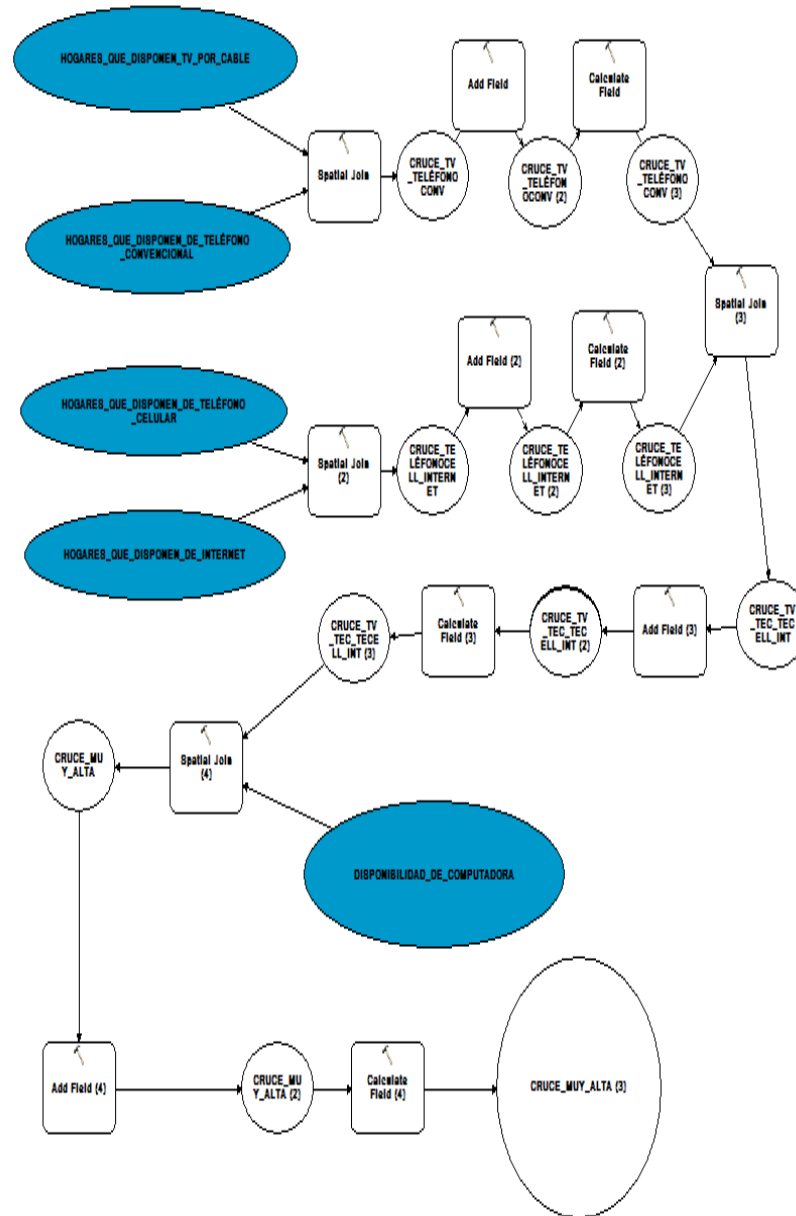 HOGARES_QUE_DISPONEN_TV_POR_CABLE
Add Field
Calculate
Field
Spatial Join
CRUCE_TV
_TELÉFONO
CONV
CRUCE_TV
_TELÉFON
OCONV (2)
CRUCE_TV
_TELÉFONO
CONV (3)
HOGARES_QUE_DISPONEN_DE_TELÉFONO
_CONVENCIONAL
Spatial Join
(3)
Add Field (2)
Calculate
Field (2)
HOGARES_QUE_DISPONEN_DE_TELÉFONO
_CELULAR
Spatial Join
(2)
CRUCE_TE
LÉFONOCE
LL_INTERN
ET
CRUCE_TE
LÉFONOCE
LL_INTERN
ET (2)
CRUCE_TE
LÉFONOCE
LL_INTERN
ET (3)
HOGARES_QUE_DISPONEN_DE_INTERNET
CRUCE_TV
_TEC_TECE
LL_INT (3)
Calculate
Field (3)
CRUCE_TV
_TEC_TEC
ELL_INT (2)
Add Field (3)
CRUCE_TV
_TEC_TEC
ELL_INT
CRUCE_MU
Y_ALTA
Spatial Join
(4)
DISPONIBILIDAD_DE_COMPUTADORA
Add Field (4)
CRUCE_MU
Y_ALTA (2)
Calculate
Field (4)
CRUCE_MUY_ALTA (3)